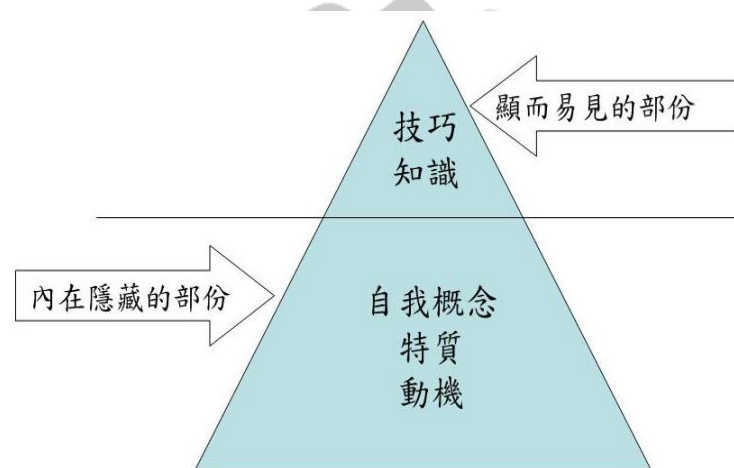 顯而易見的部份
技巧
知識
內在隱藏的部份
自我概念
特質
動機